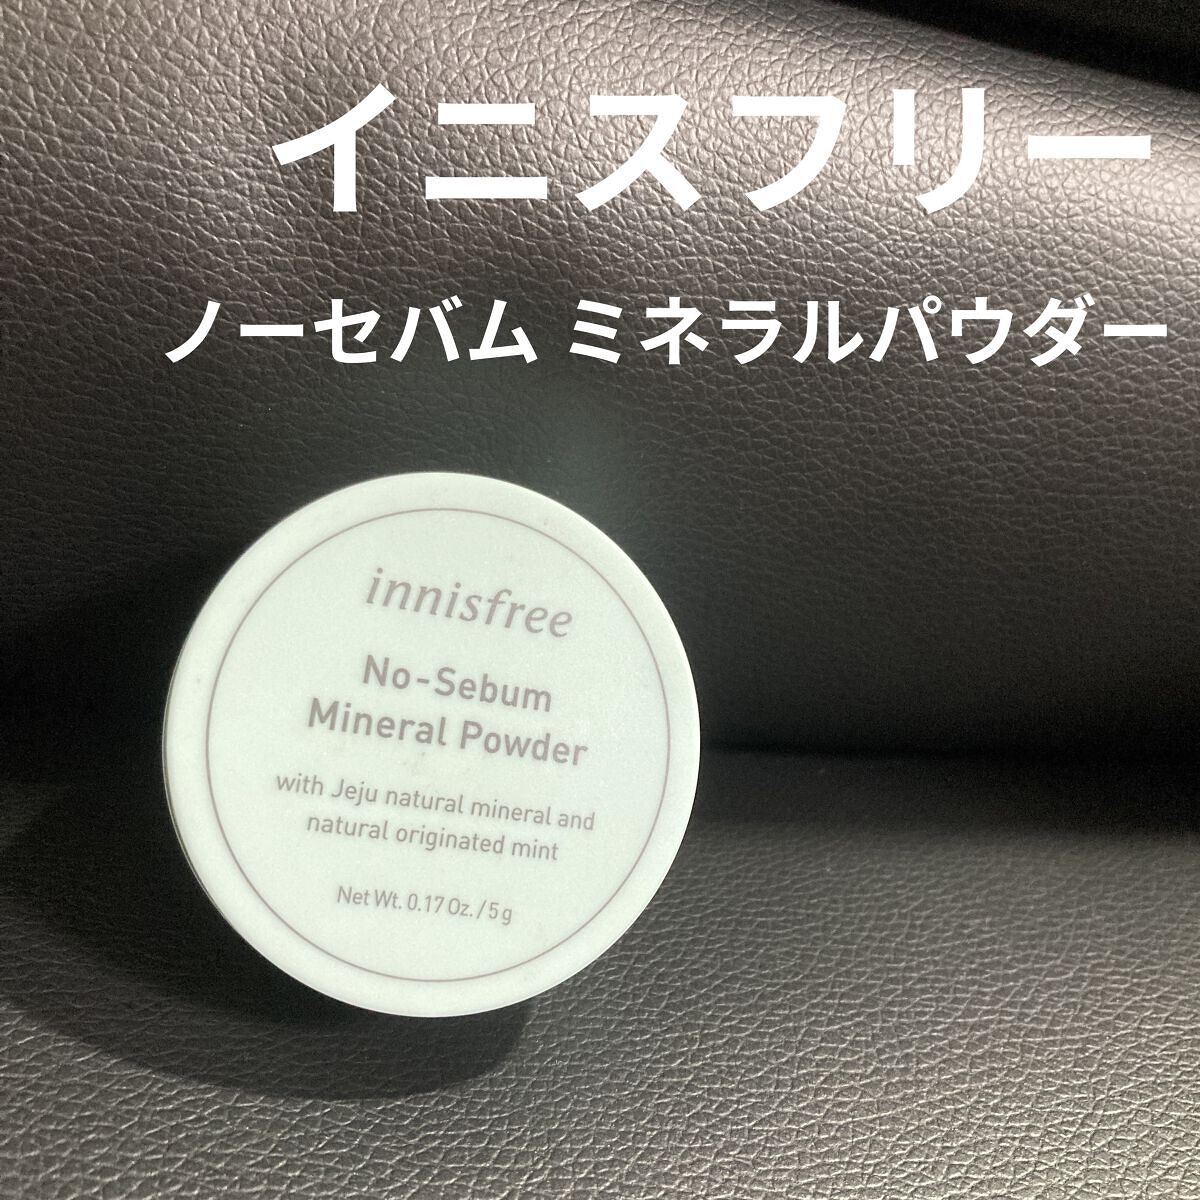 イニスフリー
ノーセバム ミネラルパウダー
innisfree
No-Sebum
Mineral Powder
with Jeju natural mineral and
natural originated mint
Net Wt. 0.17 Oz. / 5 g